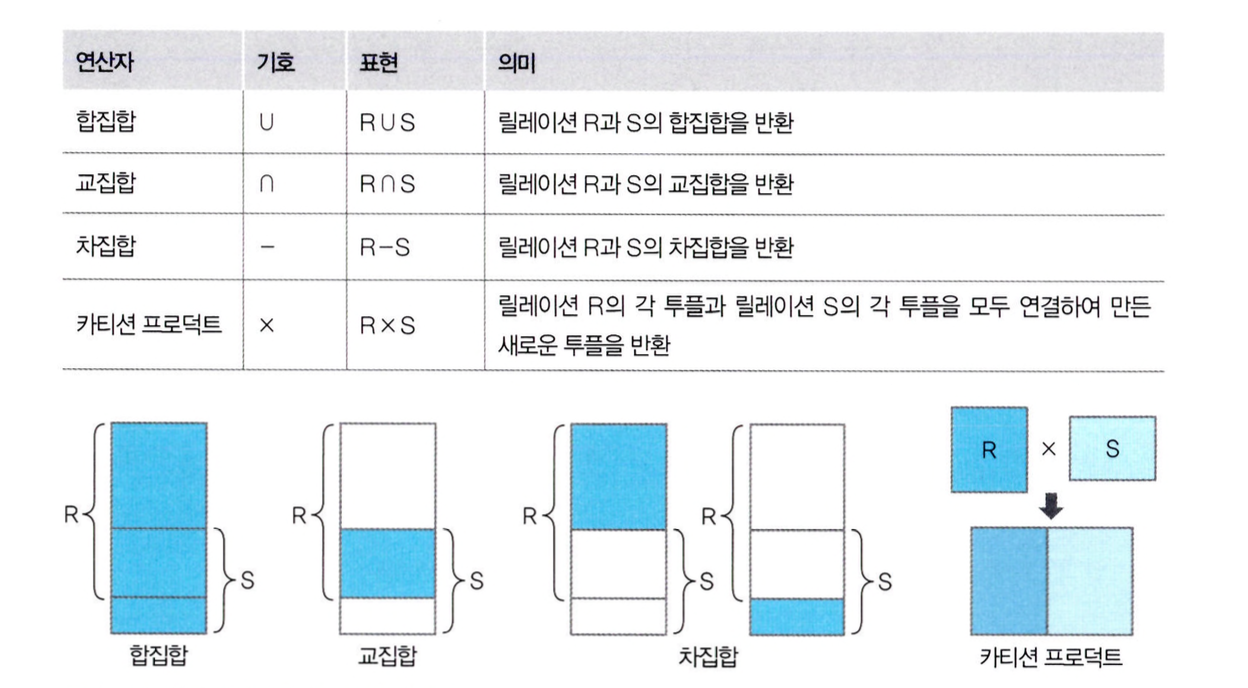 연산자 기호 표현 의미
합집합 ∪ R∪S 릴레이션 R과 S의 합집합을 반환
교집합 ∩ R∩S 릴레이션 R과 S의 교집합을 반환
차집합 − R−S 릴레이션 R과 S의 차집합을 반환
카티션 프로덕트 × R×S 릴레이션 R의 각 투플과 릴레이션 S의 각 투플을 모두 연결하여 만든
새로운 투플을 반환
R × S
R R R R
S S S S
합집합 교집합 차집합 카티션 프로덕트